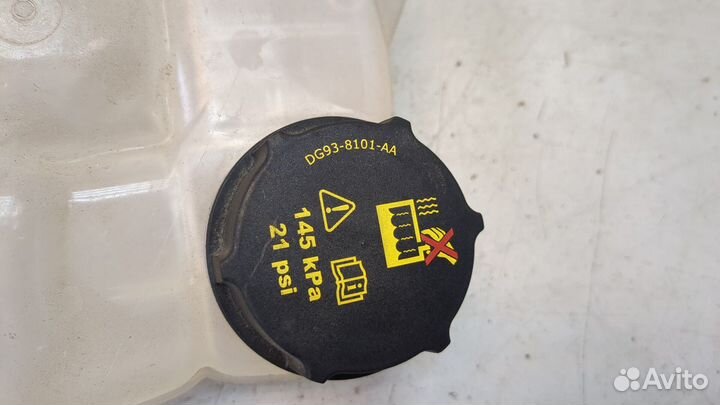 DG93-8101-AA
145 kPa
21 psi
Avito